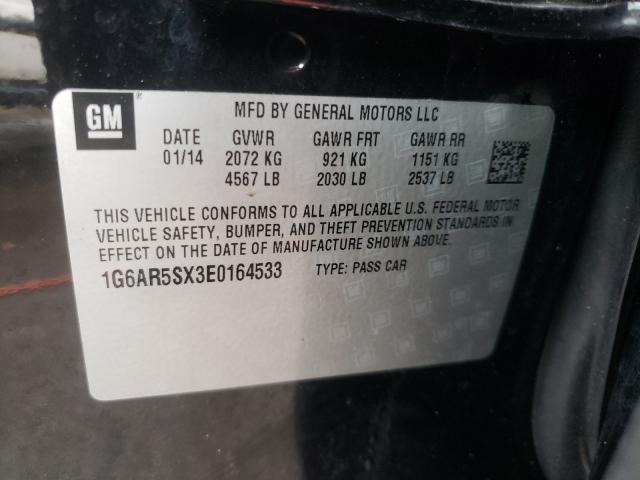 GM ®
MFD BY GENERAL MOTORS LLC
DATE GVWR GAWR FRT GAWR RR
01/14 2072 KG 921 KG 1151 KG
4567 LB 2030 LB 2537 LB
THIS VEHICLE CONFORMS TO ALL APPLICABLE U.S. FEDERAL MOTOR
VEHICLE SAFETY, BUMPER, AND THEFT PREVENTION STANDARDS IN
EFFECT ON THE DATE OF MANUFACTURE SHOWN ABOVE.
1G6AR5SX3E0164533 TYPE: PASS CAR